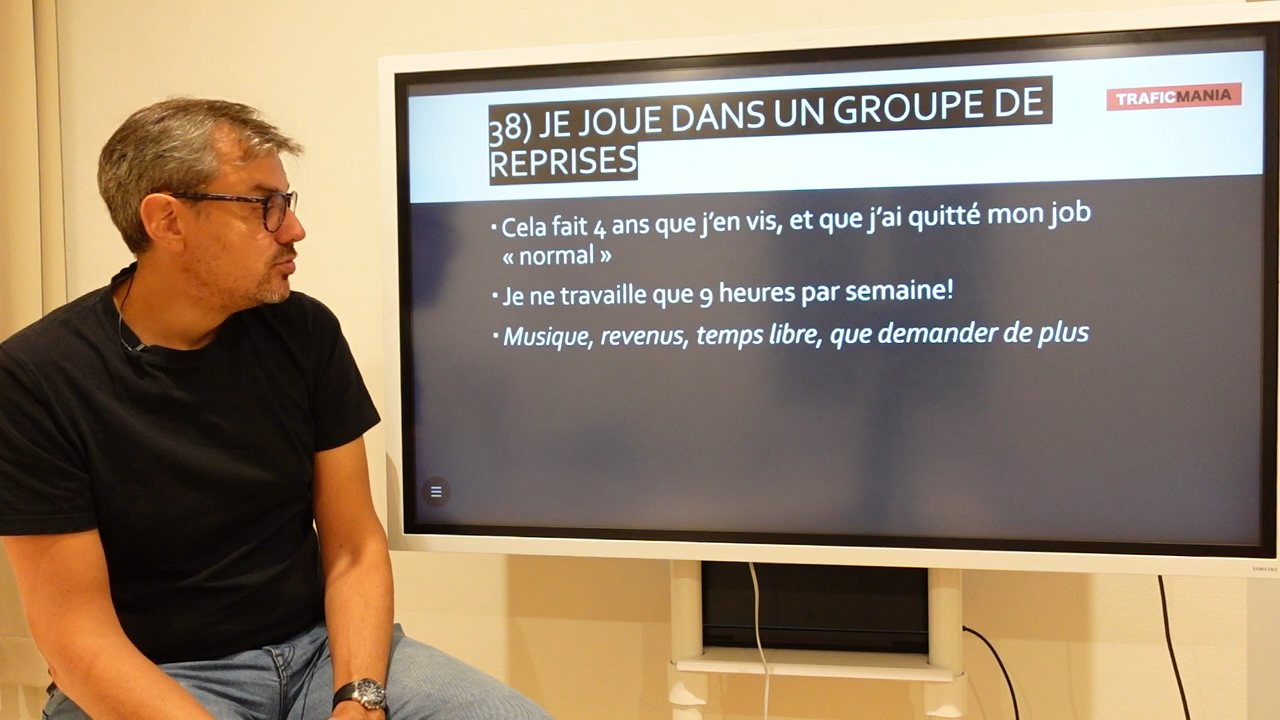 38) JE JOUE DANS UN GROUPE DE
REPRISES
TRAFICMANIA
· Cela fait 4 ans que j’en vis, et que j’ai quitté mon job
« normal »
· Je ne travaille que 9 heures par semaine!
· Musique, revenus, temps libre, que demander de plus
SAMSUNG